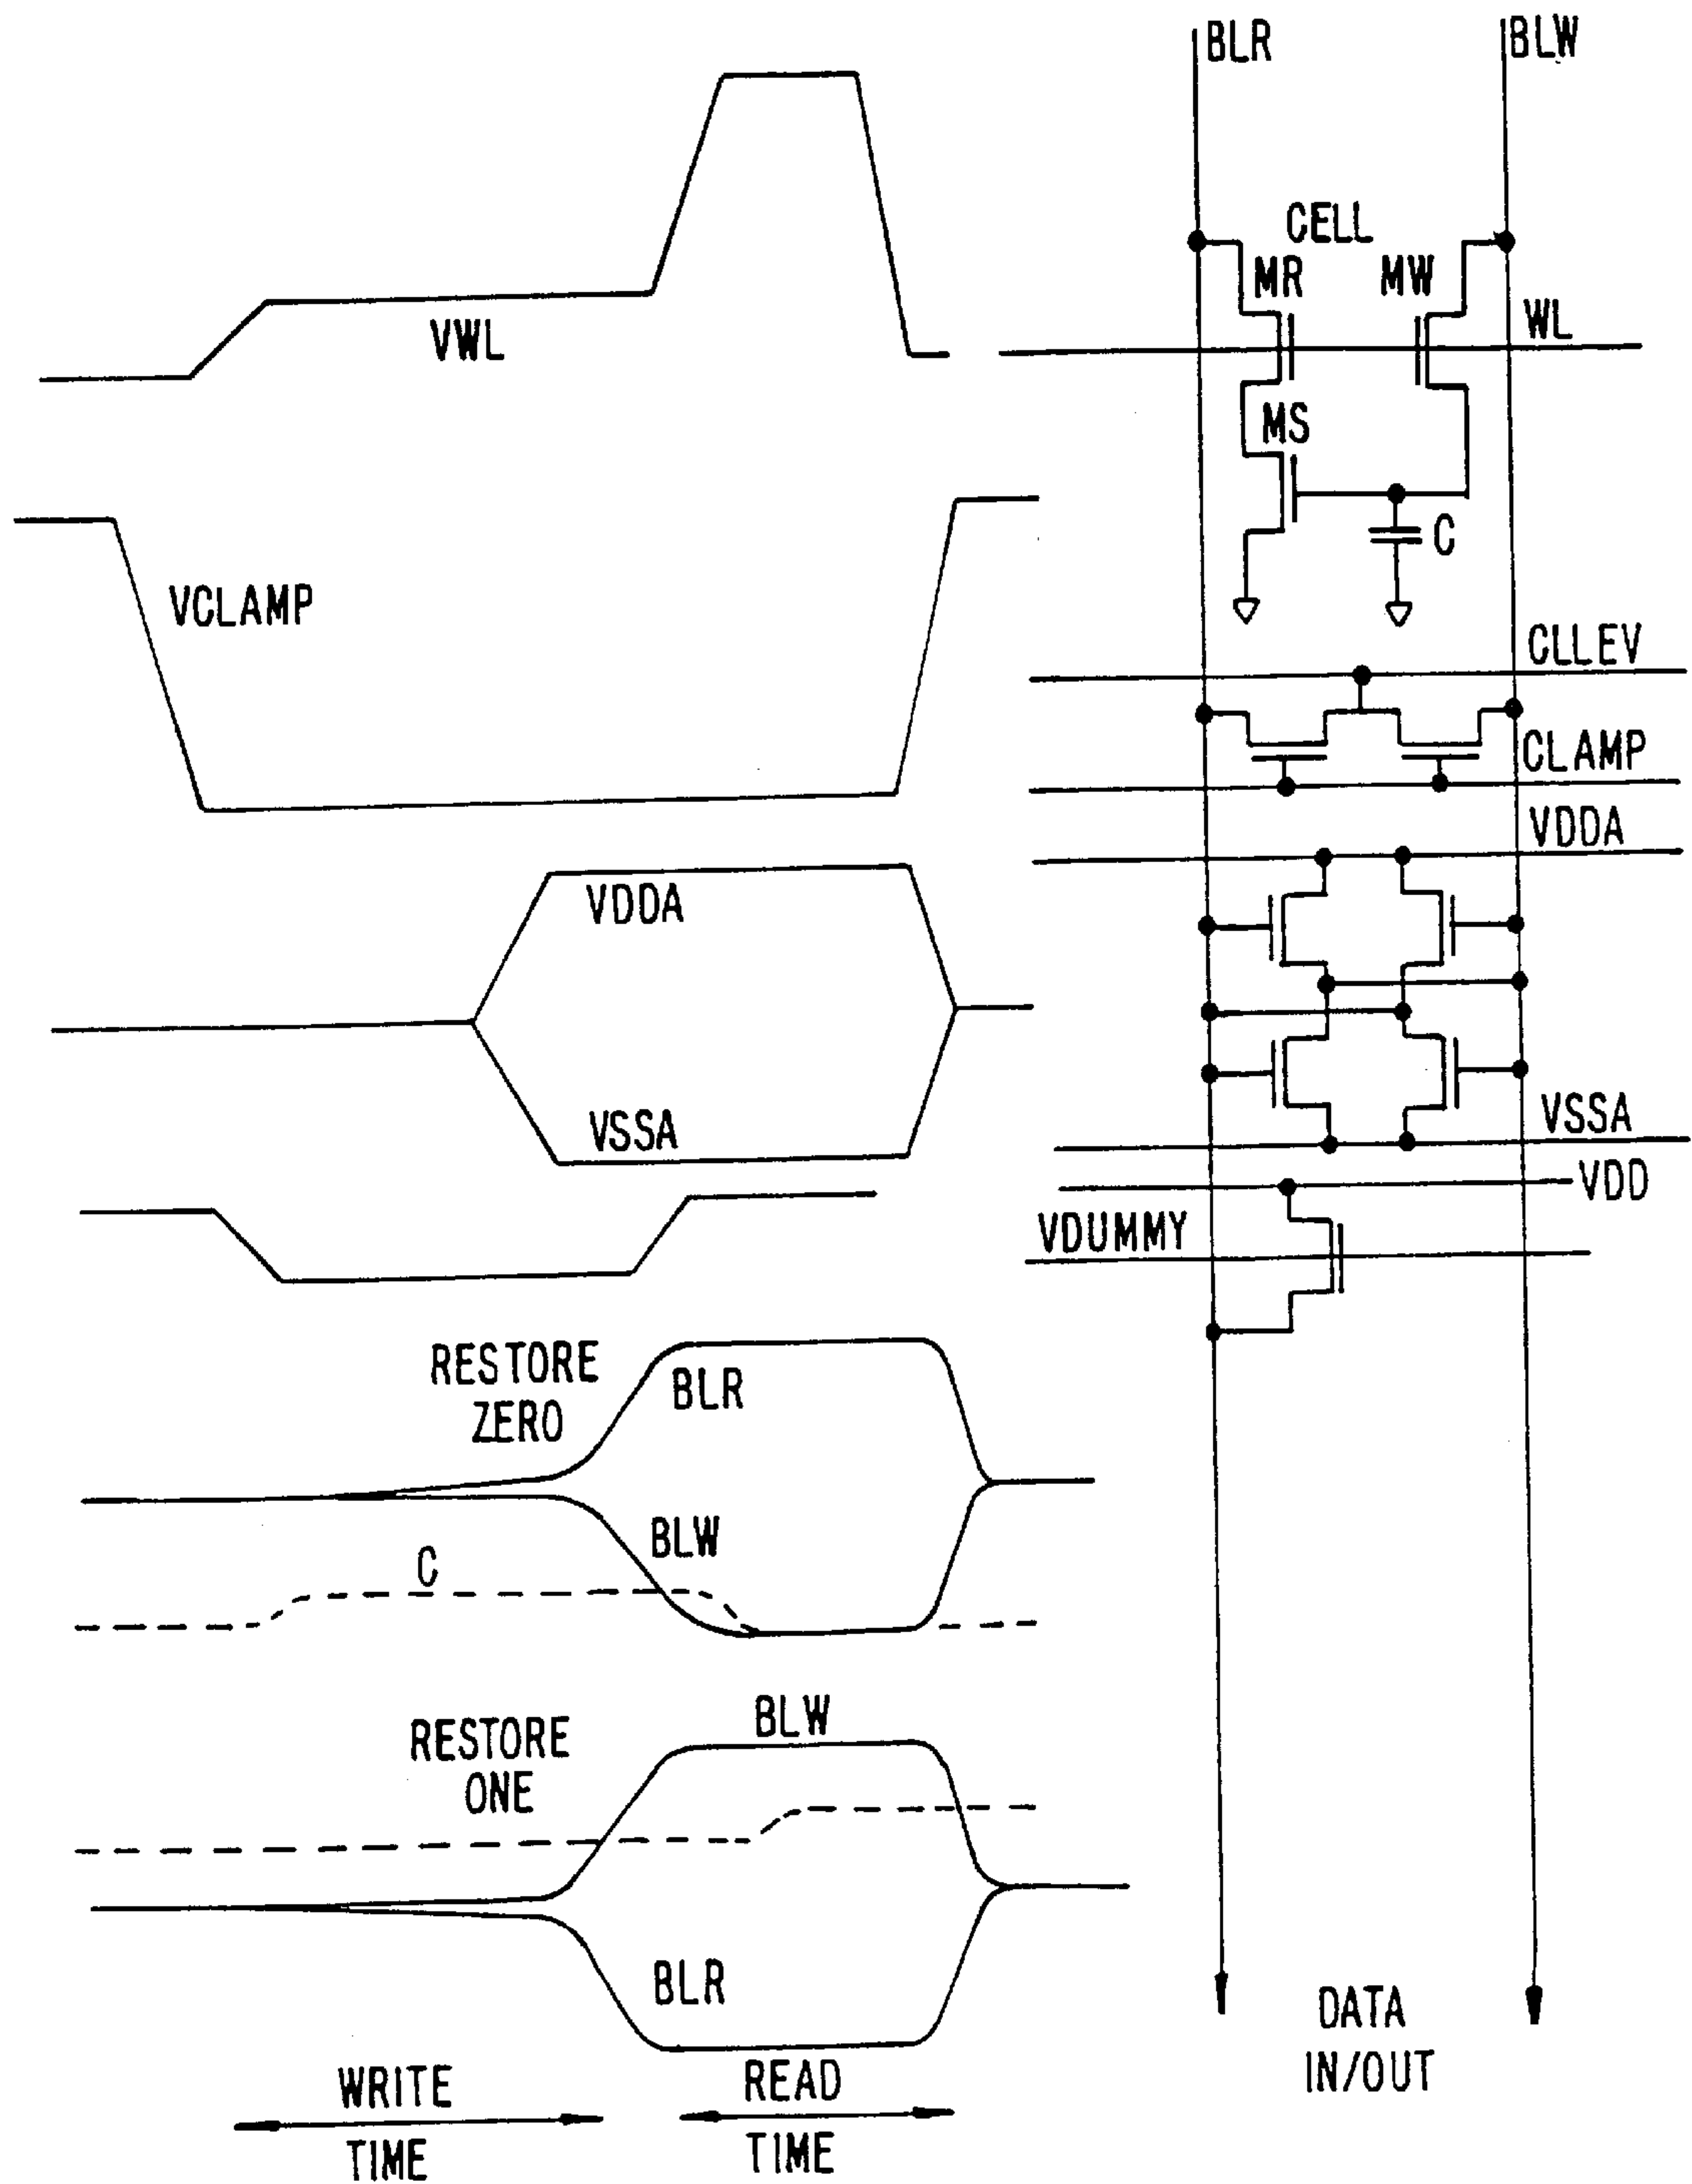 BLR
BLW
CELL
MR
MW
WL
VWL
MS
C
VCLAMP
CLLEV
CLAMP
VDDA
VDDA
VSSA
VSSA
VDD
VDUMMY
RESTORE
ZERO
BLR
BLW
C
BLW
RESTORE
ONE
BLR
DATA
IN/OUT
WRITE
TIME
READ
TIME